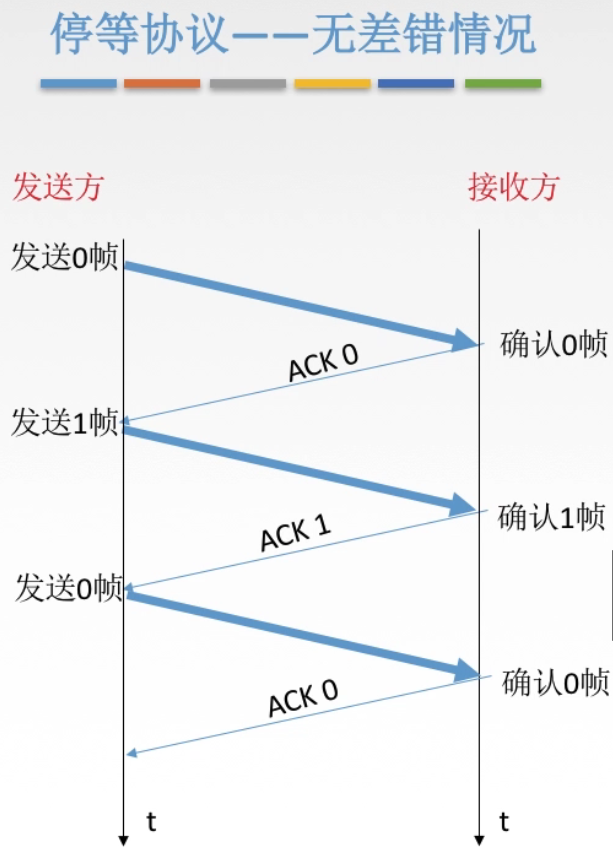 停等协议——无差错情况
发送方
接收方
发送0帧
确认0帧
ACK 0
发送1帧
确认1帧
ACK 1
发送0帧
确认0帧
ACK 0
t
t